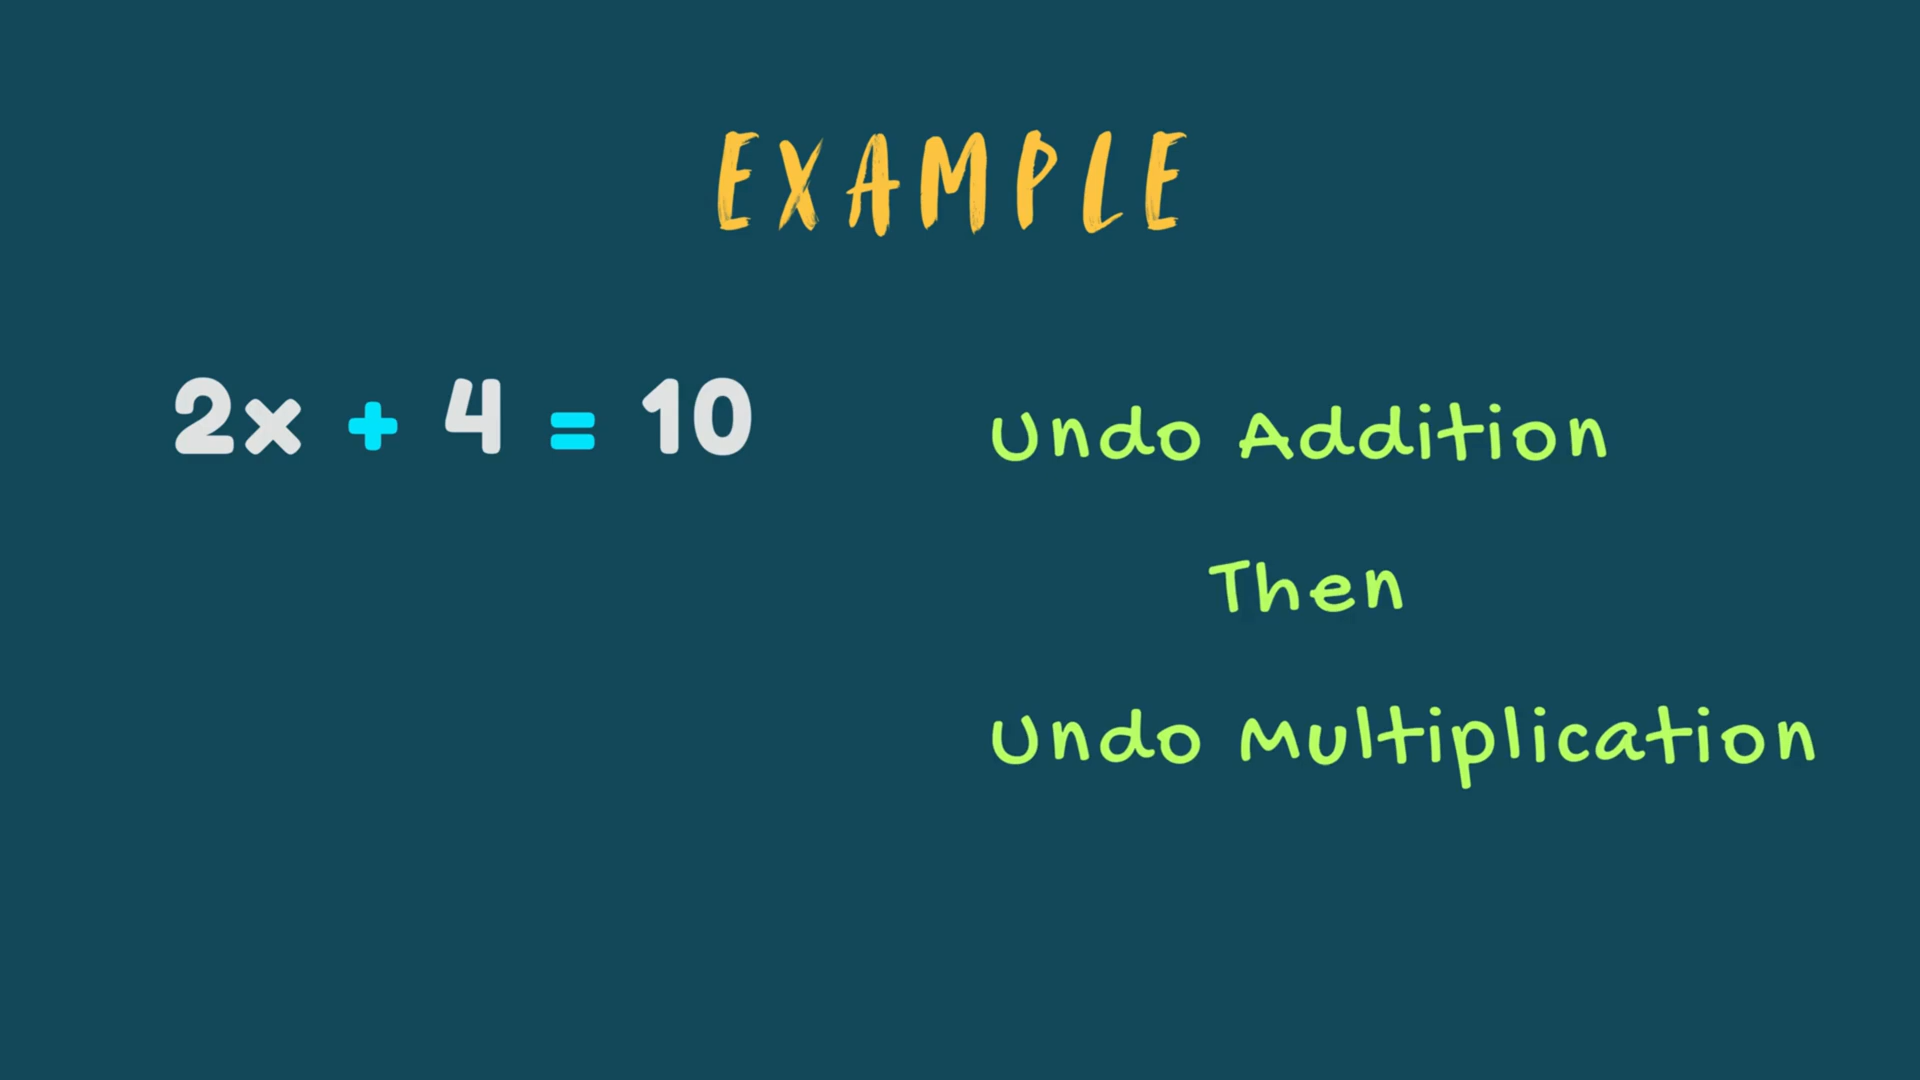 EXAMPLE
2x + 4 = 10
Undo Addition
Then
Undo Multiplication